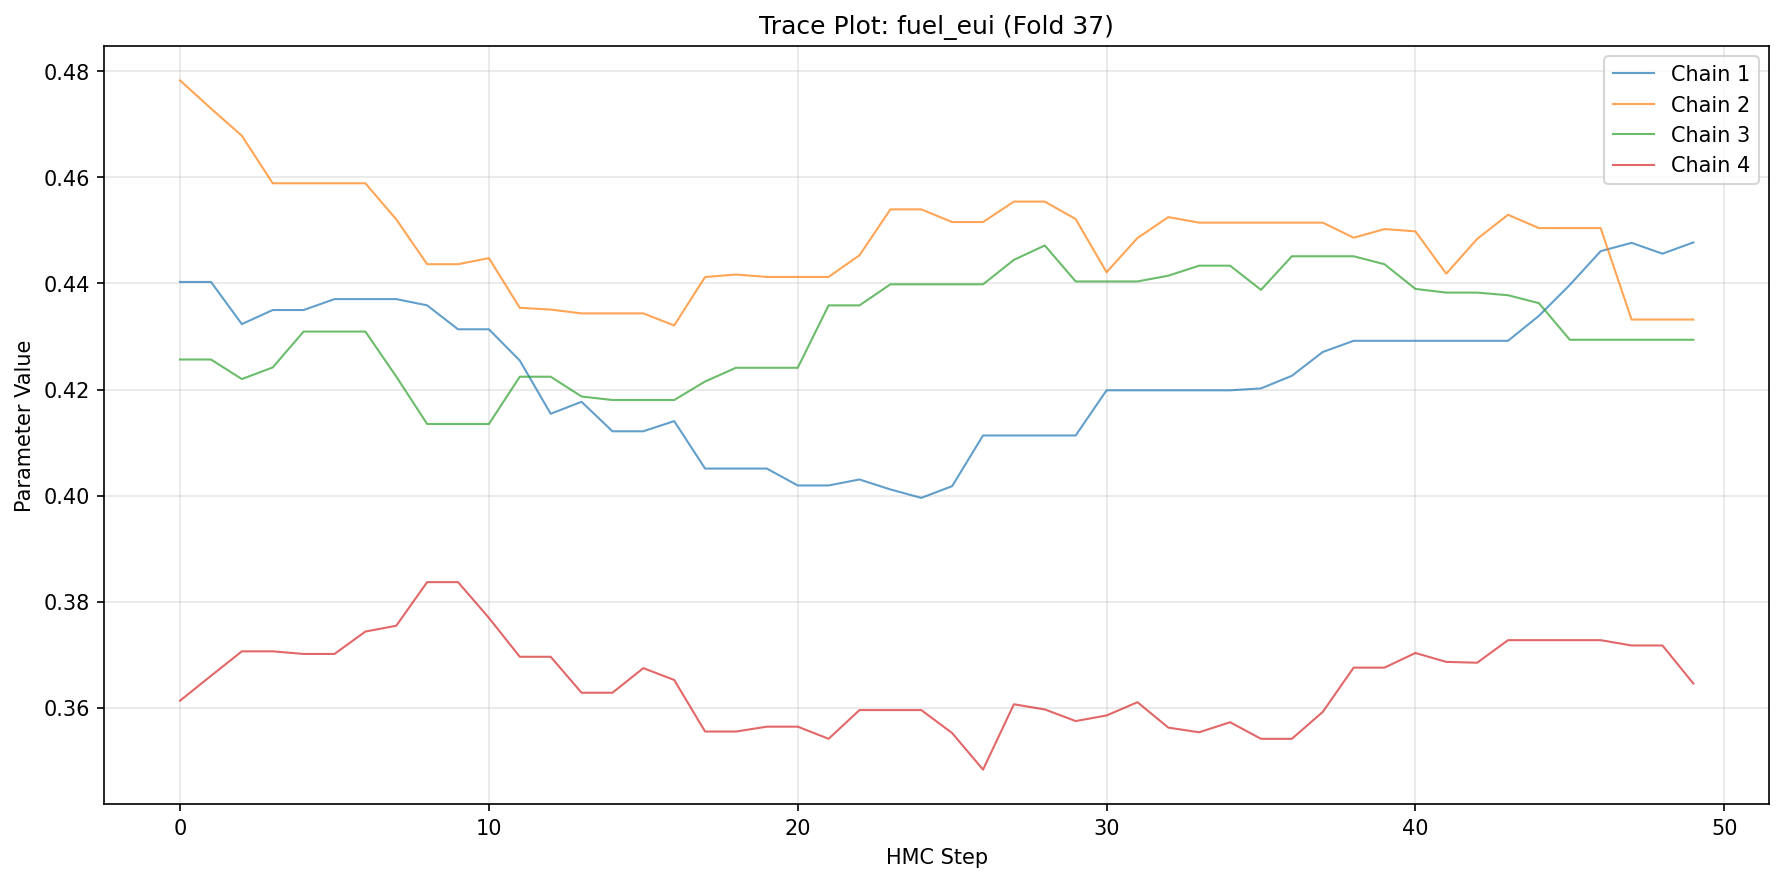 Trace Plot: fuel_eui (Fold 37)
Chain 1
Chain 2
Chain 3
Chain 4
Parameter Value
0.48
0.46
0.44
0.42
0.40
0.38
0.36
0 10 20 30 40 50
HMC Step